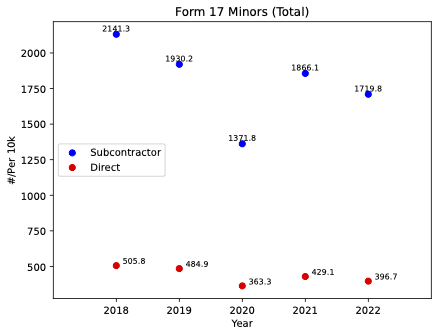 Form 17 Minors (Total)
2141.3
1930.2
1866.1
1719.8
1371.8
505.8
484.9
363.3
429.1
396.7
Subcontractor
Direct
#/Per 10k
2000
1750
1500
1250
1000
750
500
2018 2019 2020 2021 2022
Year